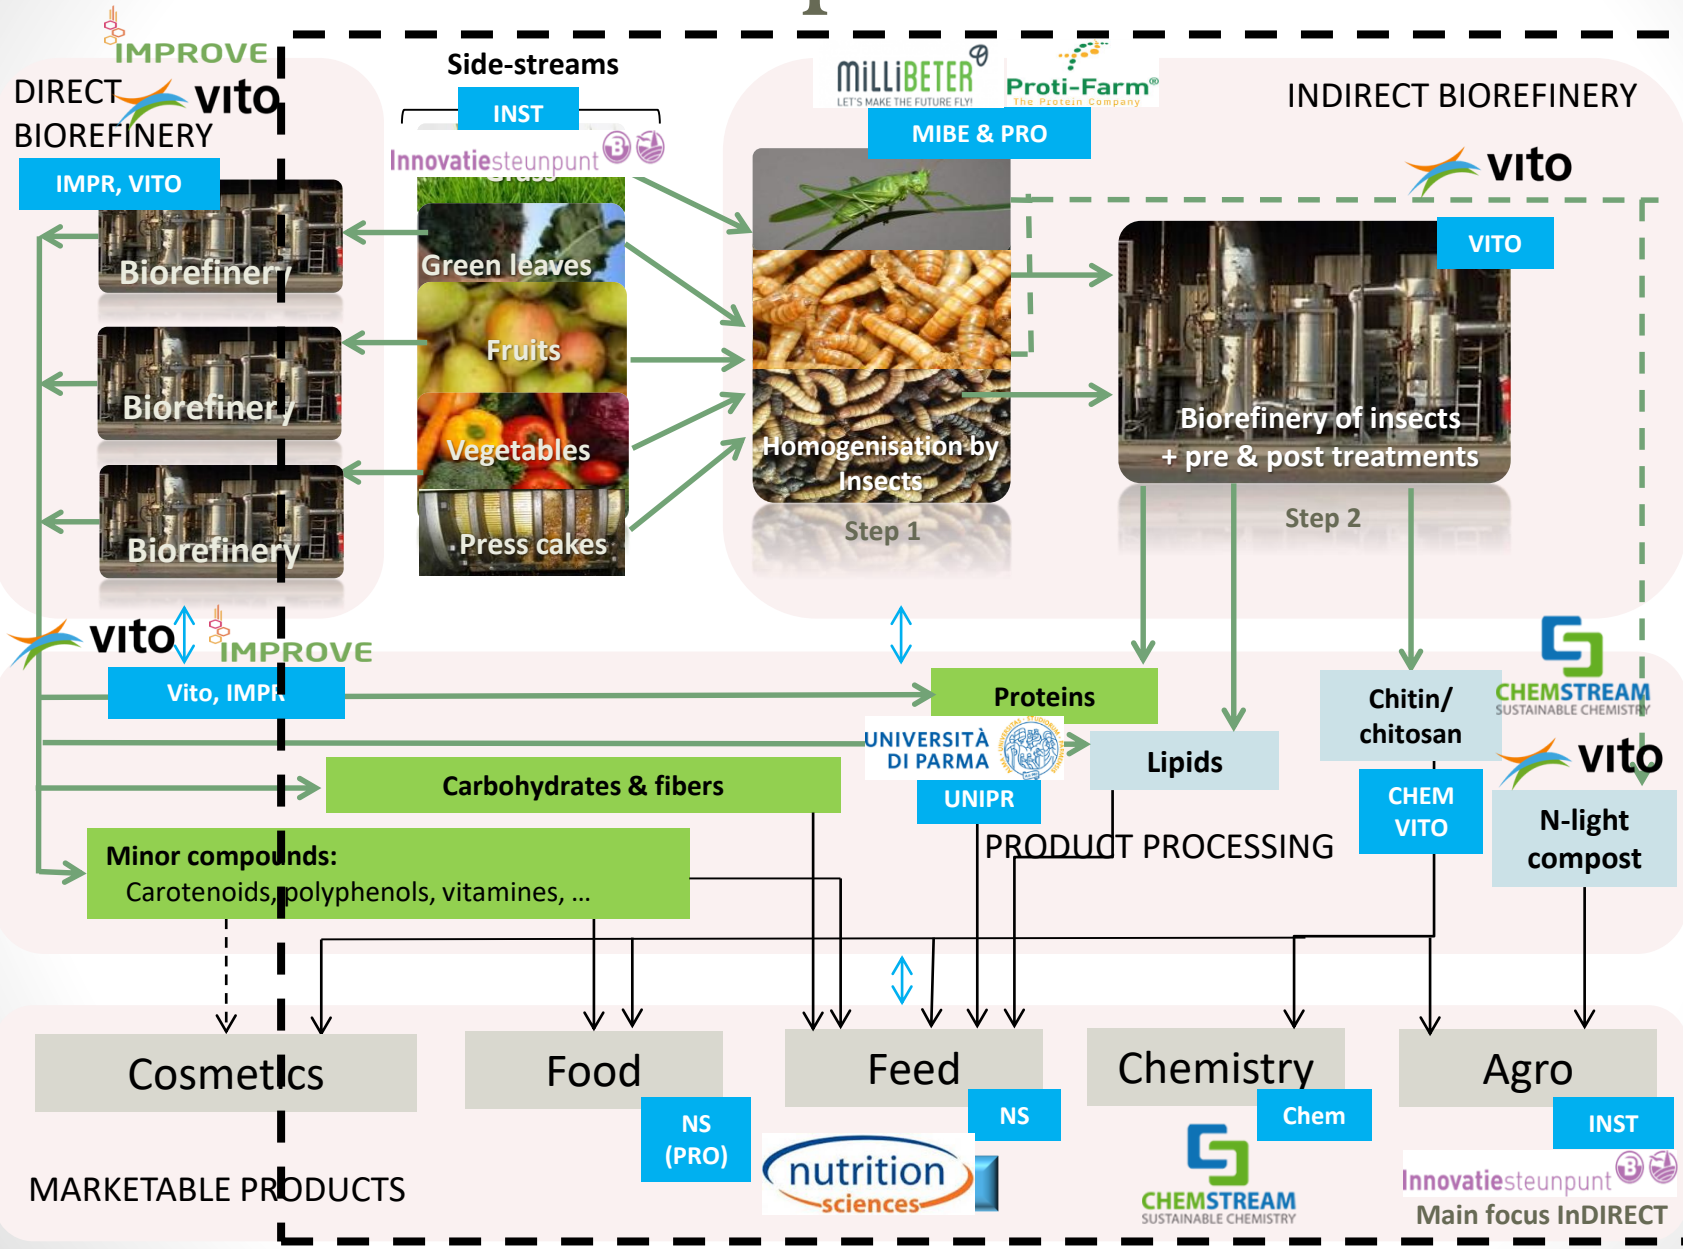 p
IMPROVE
vito
DIRECT
BIOREFINERY
IMPR, VITO
Side-streams
INST
Innovatiesteunpunt
B
MiLLiBETER
LET'S MAKE THE FUTURE FLY!
Proti-Farm®
The Protein Company
MIBE & PRO
INDIRECT BIOREFINERY
vito
VITO
Grass
Green leaves
Fruits
Vegetables
Press cakes
Biorefinery
Biorefinery
Biorefinery
Homogenisation by
Insects
Step 1
Biorefinery of insects
+ pre & post treatments
Step 2
vito
IMPROVE
Vito, IMPR
Proteins
UNIVERSITÀ
DI PARMA
UNIPR
Lipids
Chitin/
chitosan
CHEM
VITO
CHEMSTREAM
SUSTAINABLE CHEMISTRY
vito
N-light
compost
Carbohydrates & fibers
PRODUCT PROCESSING
Minor compounds:
Carotenoids, polyphenols, vitamines, ...
Cosmetics
Food
Feed
Chemistry
Agro
NS
(PRO)
NS
Chem
INST
nutrition
sciences
CHEMSTREAM
SUSTAINABLE CHEMISTRY
Innovatiesteunpunt
B
MARKETABLE PRODUCTS
Main focus InDIRECT